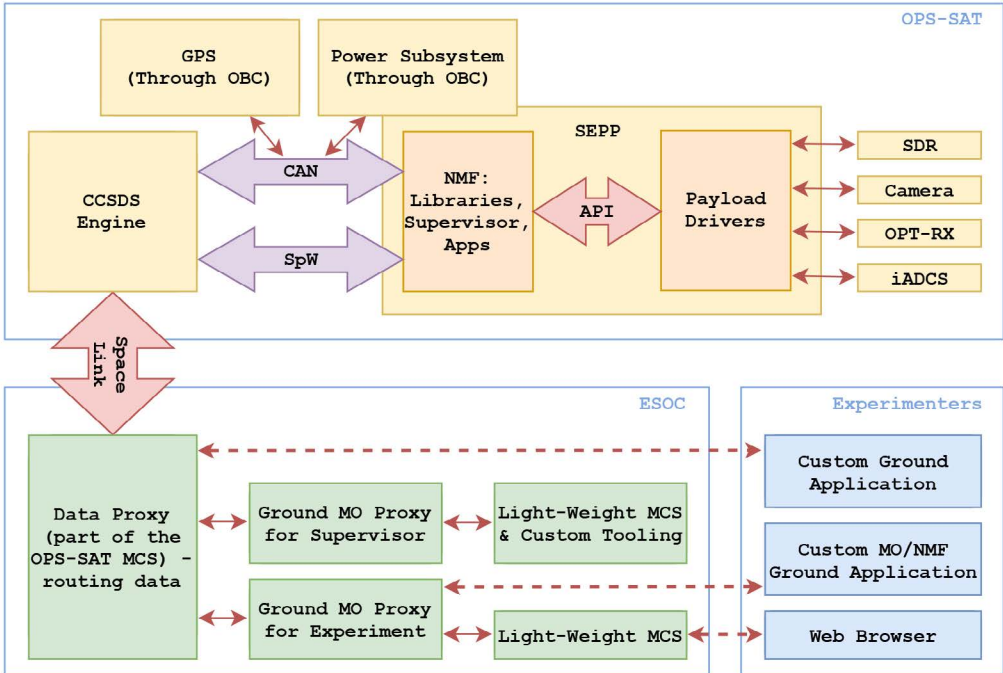 OPS-SAT
GPS
(Through OBC)
Power Subsystem
(Through OBC)
SEPP
CCSDS
Engine
CAN
SpW
NMF:
Libraries,
Supervisor,
Apps
API
Payload
Drivers
SDR
Camera
OPT-RX
iADCS
Space
Link
ESOC
Data Proxy
(part of the
OPS-SAT MCS) -
routing data
Ground MO Proxy
for Supervisor
Light-Weight MCS
& Custom Tooling
Ground MO Proxy
for Experiment
Light-Weight MCS
Experimenters
Custom Ground
Application
Custom MO/NMF
Ground Application
Web Browser